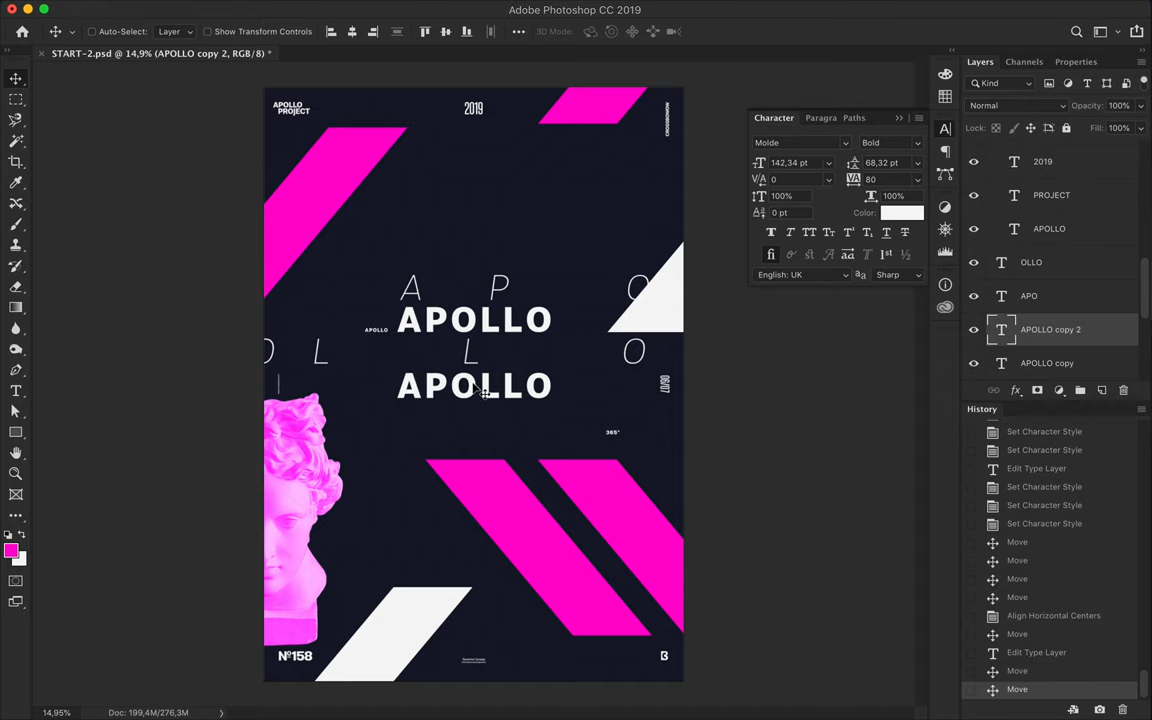 Adobe Photoshop CC 2019
Auto-Select:
Layer
Show Transform Controls
3D Mode:
START-2.psd @ 14,9% (APOLLO copy 2, RGB/8) *
APOLLO
PROJECT
2019
CROSSBOWMAN
A P O
APOLLO
APOLLO
O L L O
APOLLO
06/07
365°
Nº158
B
Character
Paragra
Paths
Molde
Bold
142,34 pt
68,32 pt
0
80
100%
100%
0 pt
Color:
English: UK
Sharp
Layers
Channels
Properties
Kind
Normal
Opacity: 100%
Lock:
Fill: 100%
2019
PROJECT
APOLLO
OLLO
APO
APOLLO copy 2
APOLLO copy
History
Set Character Style
Set Character Style
Edit Type Layer
Set Character Style
Set Character Style
Set Character Style
Move
Move
Move
Move
Align Horizontal Centers
Move
Edit Type Layer
Move
Move
14,95%
Doc: 199,4M/276,3M